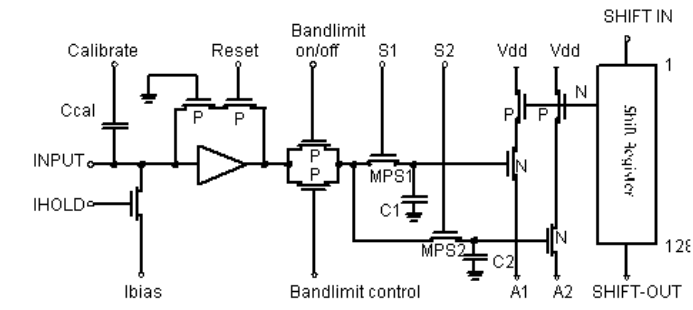 SHIFT IN
Bandlimit
on/off
Calibrate
Reset
S1
S2
Vdd
Vdd
1
Ccal
P
P
P
P
N
Shift Register
INPUT
P
P
N
MPS1
IHOLD
C1
N
MPS2
C2
128
Ibias
Bandlimit control
A1
A2
SHIFT-OUT